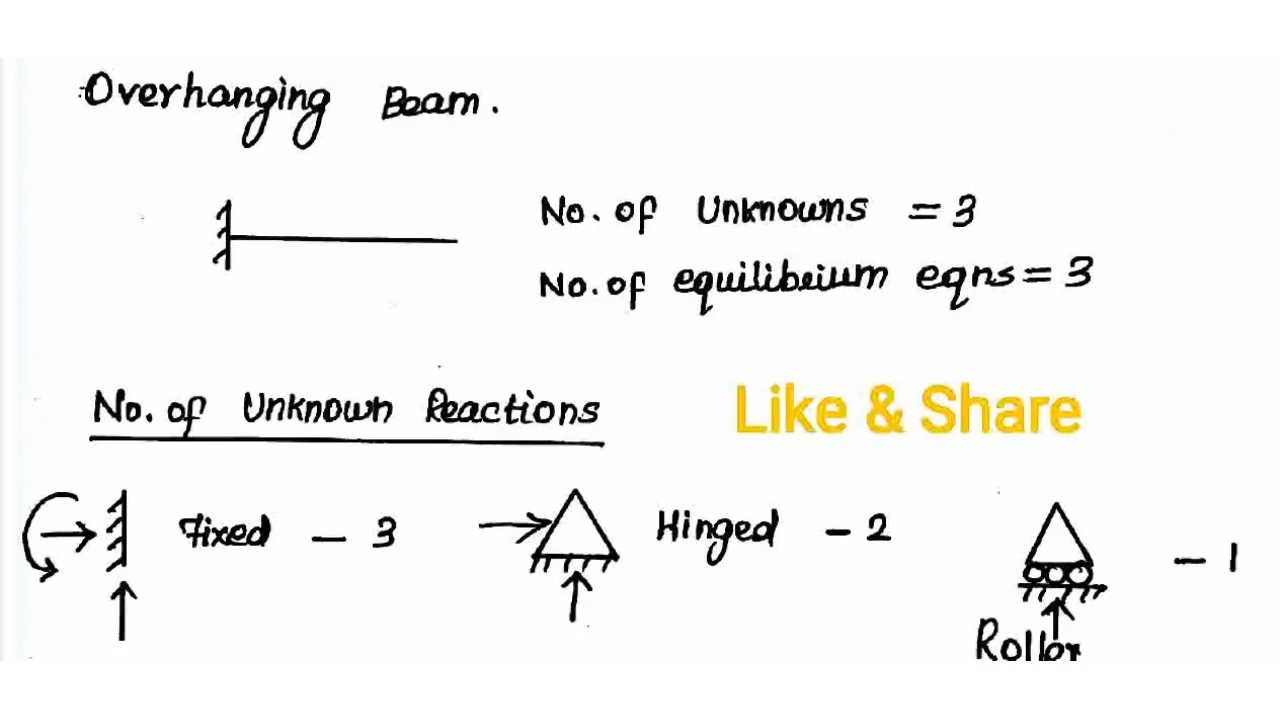 Overhanging Beam.
No. of Unknowns = 3
No. of equilibrium eqns = 3
No. of Unknown Reactions
Like & Share
Fixed - 3
Hinged - 2
- 1
Roller